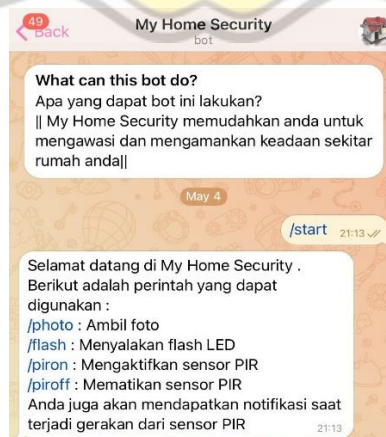 49
Back
My Home Security
bot
What can this bot do?
Apa yang dapat bot ini lakukan?
|| My Home Security memudahkan anda untuk
mengawasi dan mengamankan keadaan sekitar
rumah anda||
May 4
/start 21:13
Selamat datang di My Home Security .
Berikut adalah perintah yang dapat
digunakan :
/photo : Ambil foto
/flash : Menyalakan flash LED
/piron : Mengaktifkan sensor PIR
/piroff : Mematikan sensor PIR
Anda juga akan mendapatkan notifikasi saat
terjadi gerakan dari sensor PIR 21:13